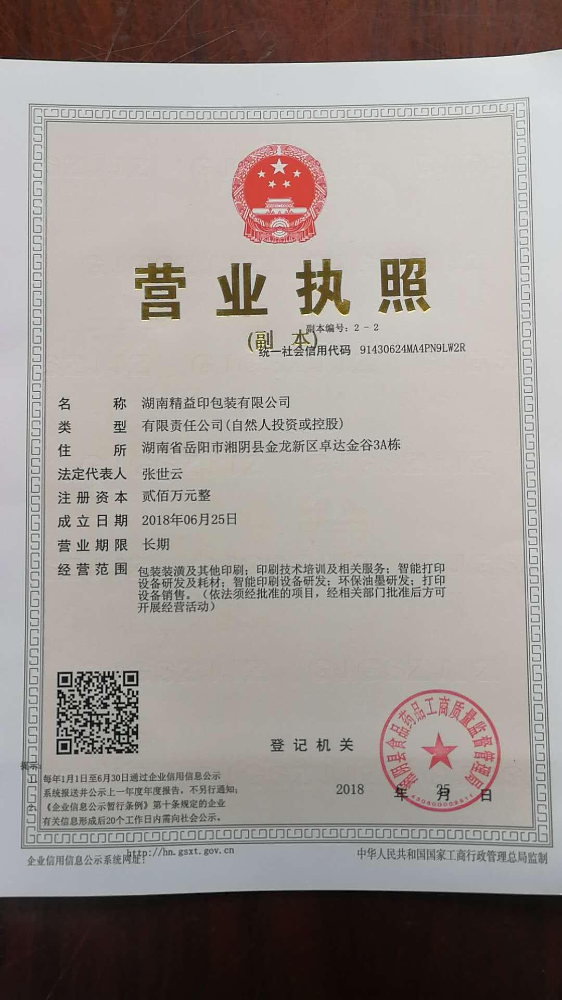 营业执照
(副本)
副本编号：2-2
统一社会信用代码 91430624MA4PN9LW2R
名称 湖南精益印包装有限公司
类型 有限责任公司(自然人投资或控股)
住所 湖南省岳阳市湘阴县金龙新区卓达金谷3A栋
法定代表人 张世云
注册资本 贰佰万元整
成立日期 2018年06月25日
营业期限 长期
经营范围 包装装潢及其他印刷；印刷技术培训及相关服务；智能打印
设备研发及耗材；智能印刷设备研发；环保油墨研发；打印
设备销售。（依法须经批准的项目，经相关部门批准后方可
开展经营活动）
湘阴县食品药品工商质量监督管理局
登记机关
2018年6月25日
提示：
每年1月1日至6月30日通过企业信用信息公示
系统报送并公示上一年度年度报告，不另行通知；
《企业信息公示暂行条例》第十条规定的企业
有关信息形成后20个工作日内需向社会公示。
企业信用信息公示系统网址：http://hn.gsxt.gov.cn
中华人民共和国国家工商行政管理总局监制